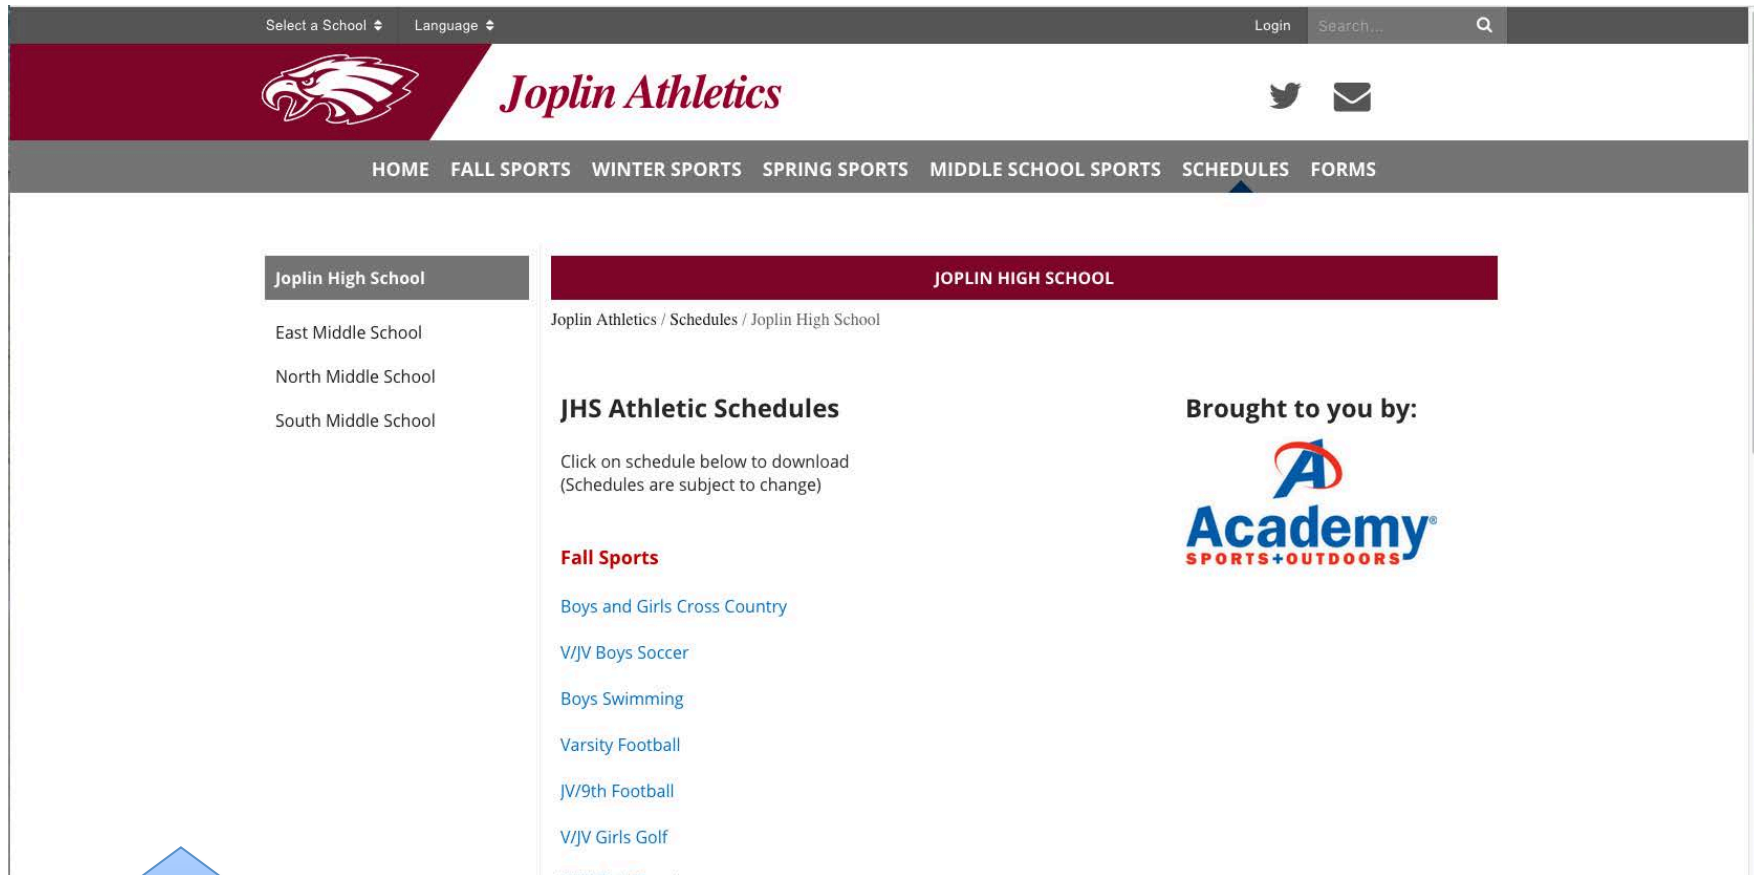 Select a School
Language
Login
Search...
Joplin Athletics
HOME FALL SPORTS WINTER SPORTS SPRING SPORTS MIDDLE SCHOOL SPORTS SCHEDULES FORMS
Joplin High School
East Middle School
North Middle School
South Middle School
JOPLIN HIGH SCHOOL
Joplin Athletics / Schedules / Joplin High School
JHS Athletic Schedules
Click on schedule below to download
(Schedules are subject to change)
Fall Sports
Boys and Girls Cross Country
V/JV Boys Soccer
Boys Swimming
Varsity Football
JV/9th Football
V/JV Girls Golf
Brought to you by:
A
Academy®
SPORTS+OUTDOORS